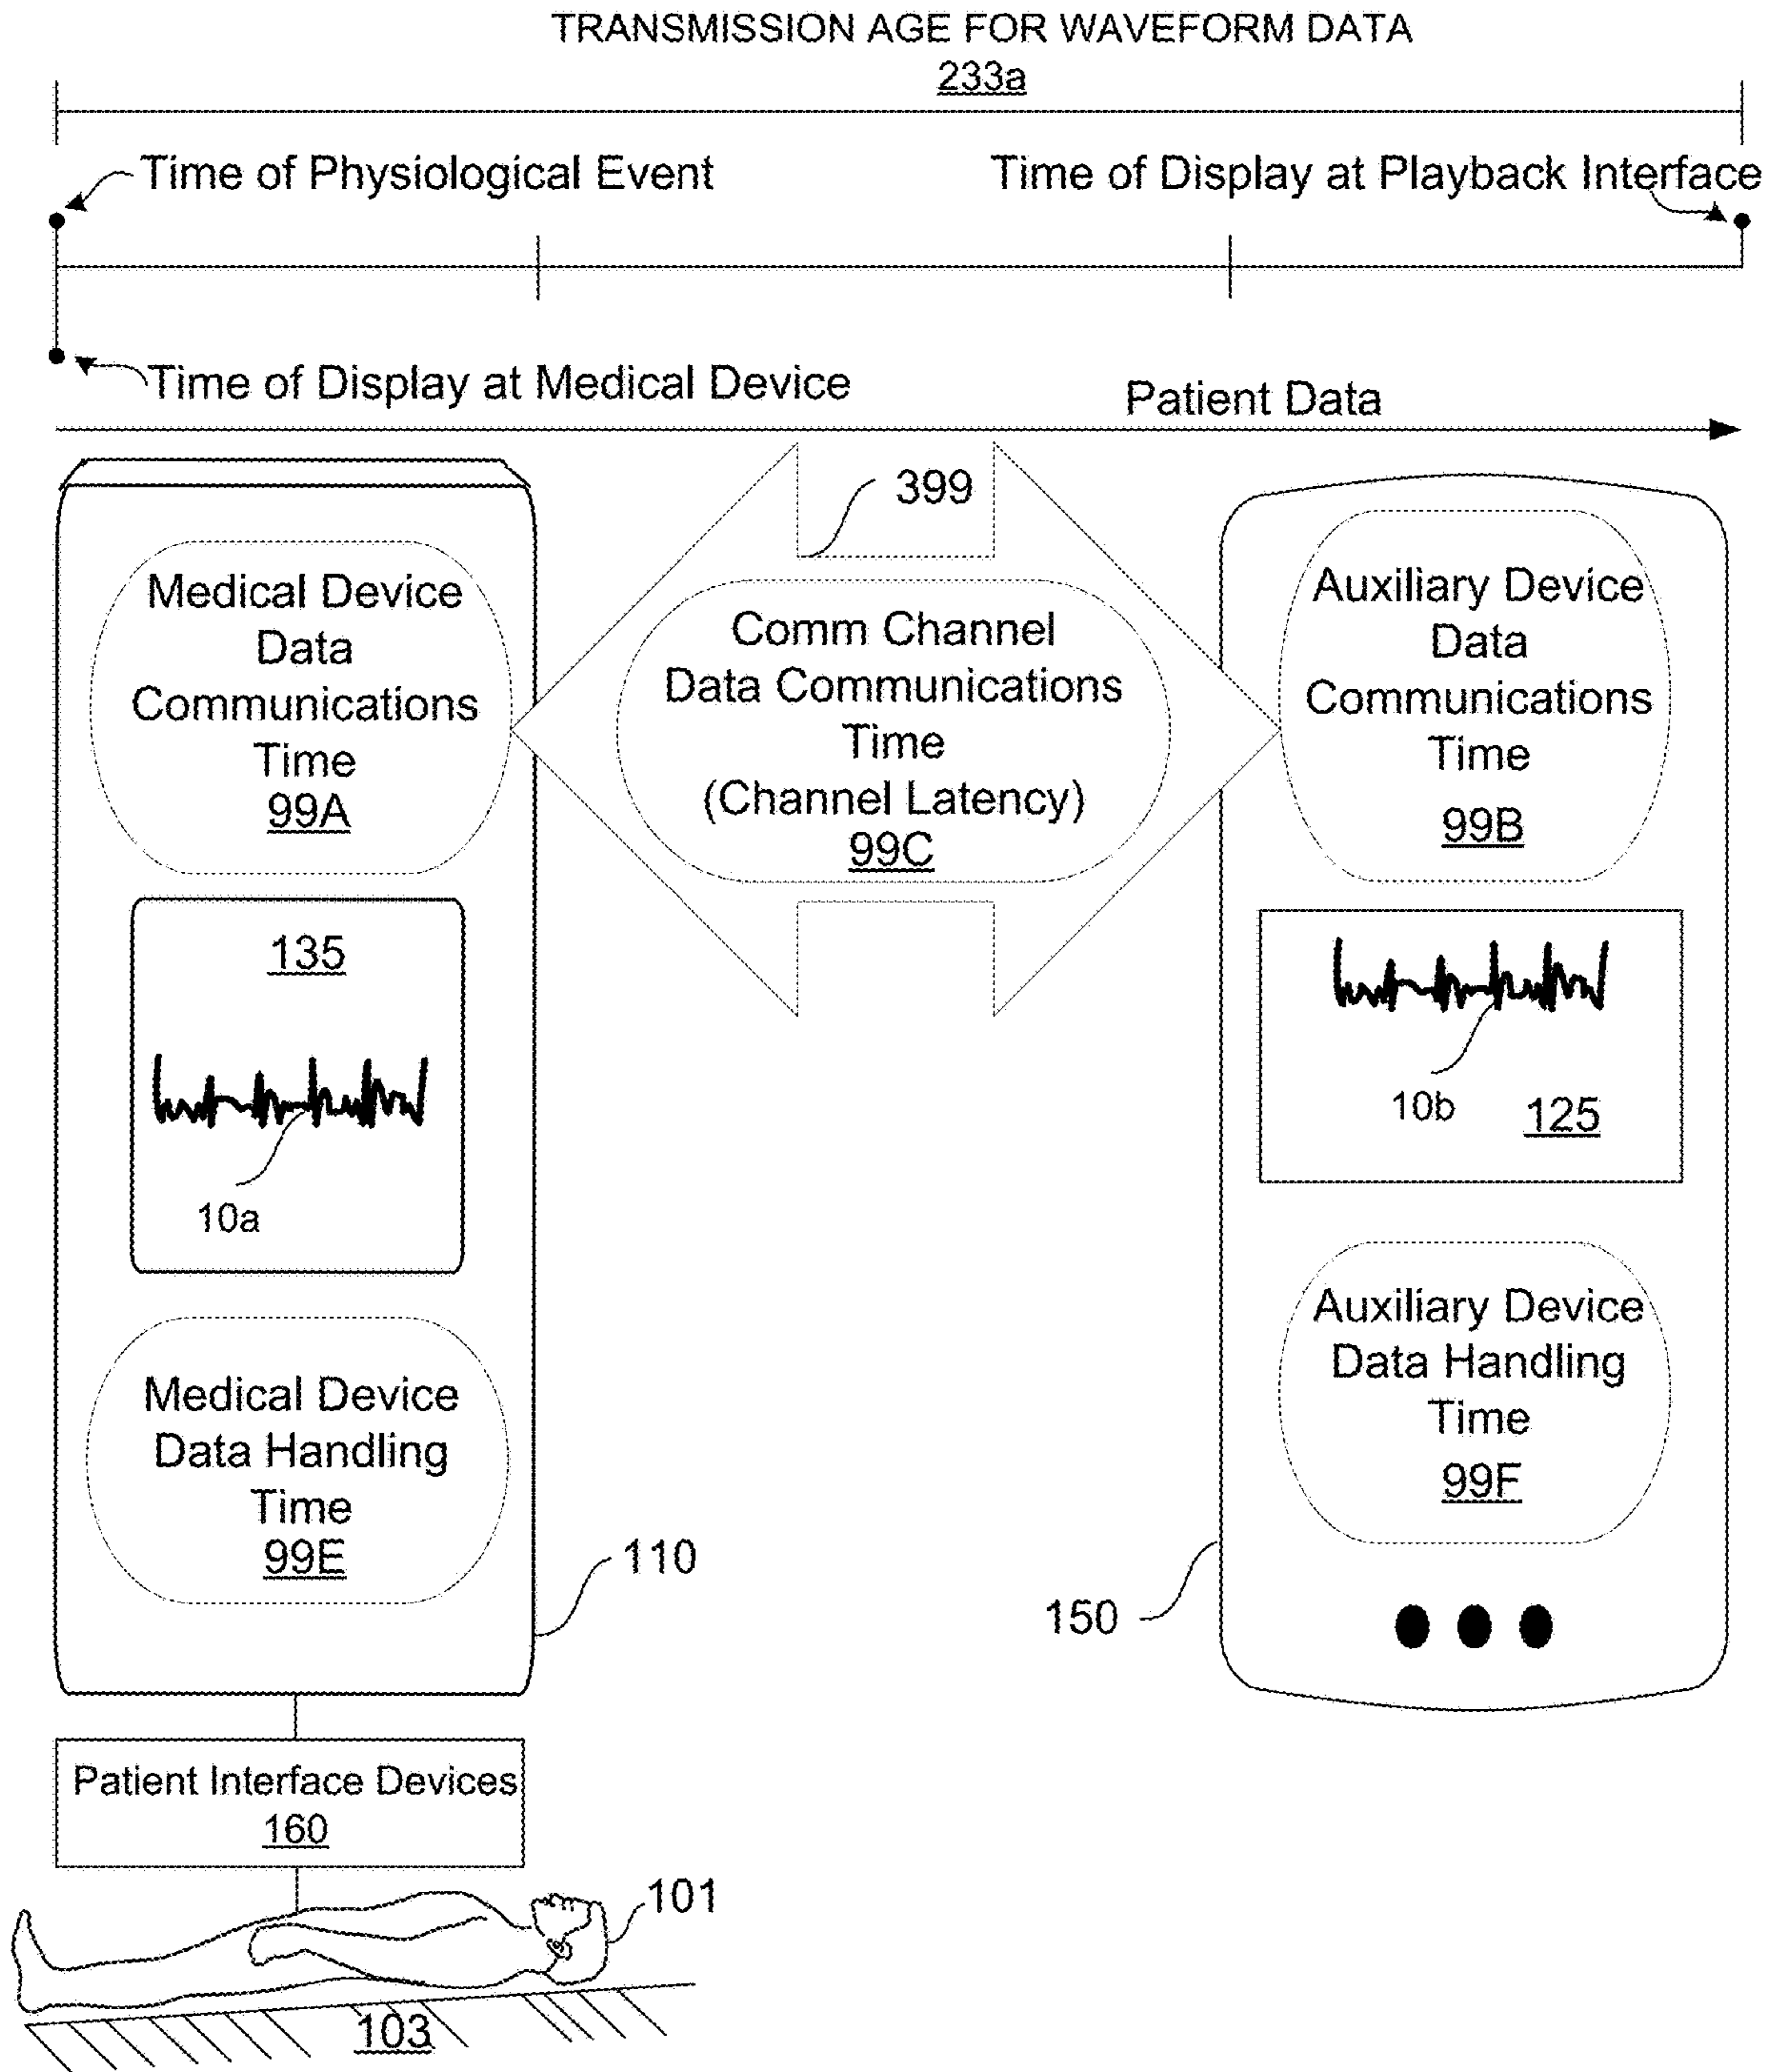 TRANSMISSION AGE FOR WAVEFORM DATA
233a
Time of Physiological Event
Time of Display at Playback Interface
Time of Display at Medical Device
Patient Data
399
Medical Device
Data
Communications
Time
99A
Comm Channel
Data Communications
Time
(Channel Latency)
99C
Auxiliary Device
Data
Communications
Time
99B
135
10a
10b
125
Medical Device
Data Handling
Time
99E
110
Auxiliary Device
Data Handling
Time
99F
150
Patient Interface Devices
160
101
103